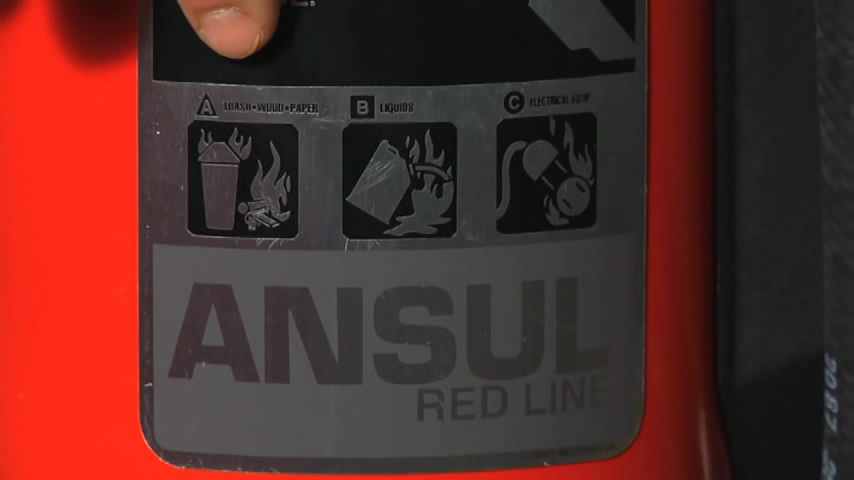 A TRASH•WOOD•PAPER
B LIQUIDS
C ELECTRICAL EQUIP
ANSUL
RED LINE